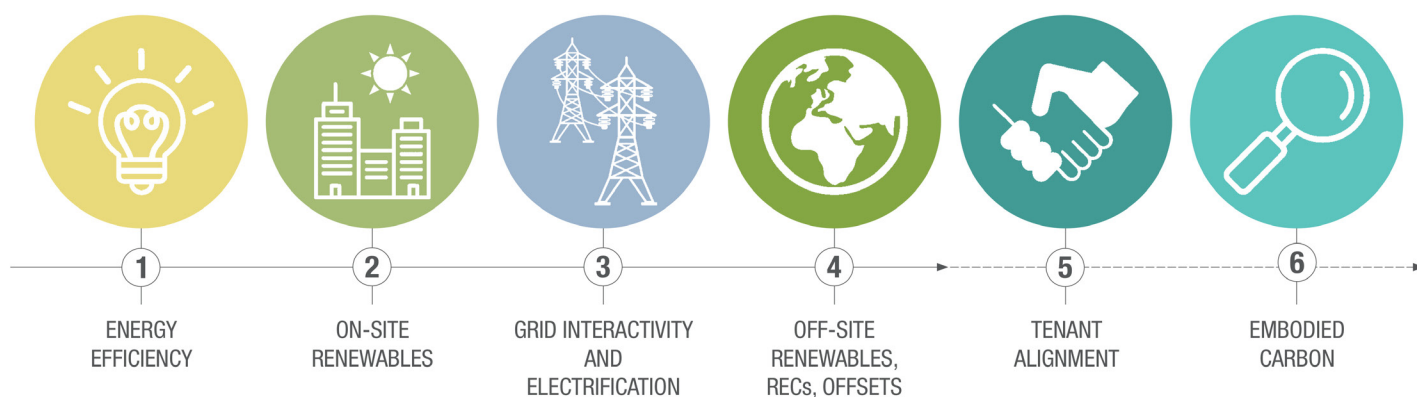 1
2
3
4
5
6
ENERGY
EFFICIENCY
ON-SITE
RENEWABLES
GRID INTERACTIVITY
AND
ELECTRIFICATION
OFF-SITE
RENEWABLES,
RECs, OFFSETS
TENANT
ALIGNMENT
EMBODIED
CARBON